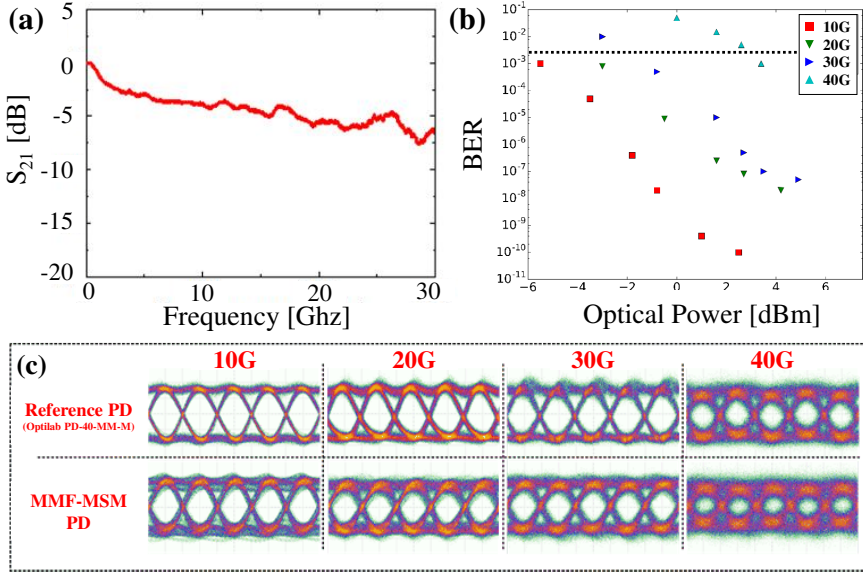 (a)
5
0
-5
-10
-15
-20
S21 [dB]
0
10
20
30
Frequency [Ghz]
(b)
10-1
10-2
10-3
10-4
10-5
10-6
10-7
10-8
10-9
10-10
10-11
BER
10G
20G
30G
40G
−6
−4
−2
0
2
4
6
Optical Power [dBm]
(c)
10G 20G 30G 40G
Reference PD
(Optilab PD-40-MM-M)
MMF-MSM
PD